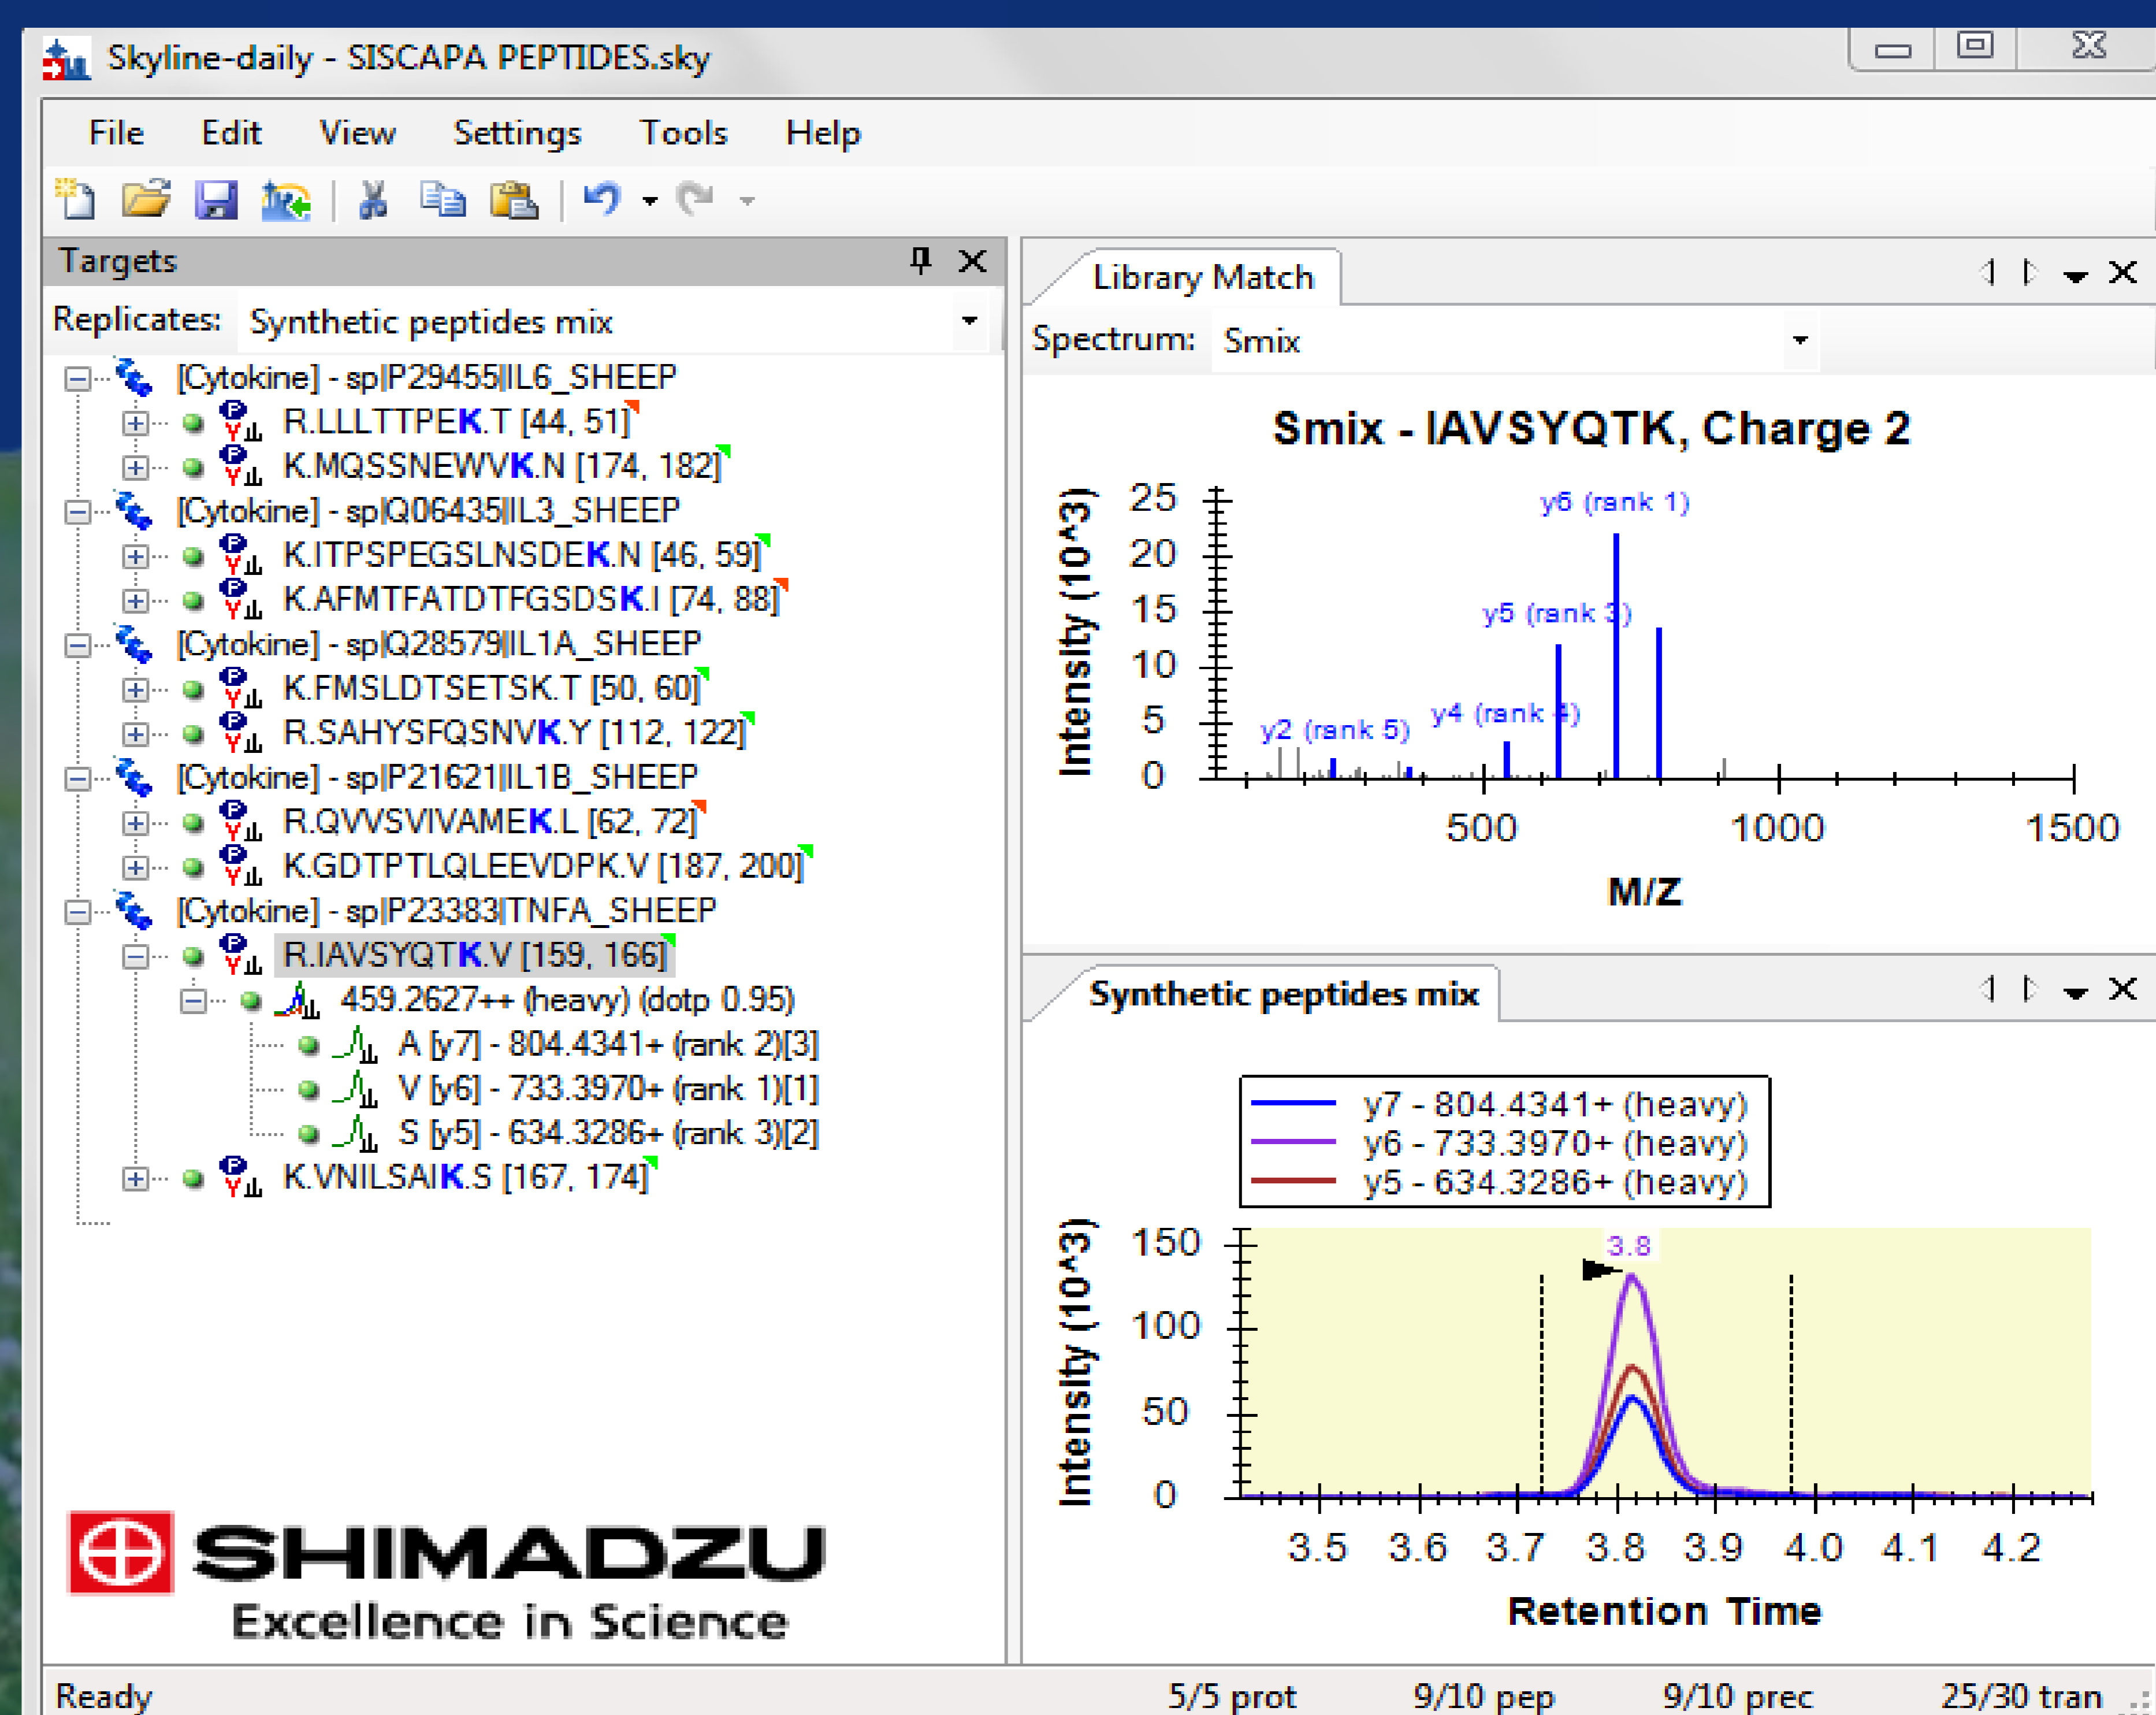 Skyline-daily - SISCAPA PEPTIDES.sky
File Edit View Settings Tools Help
Targets
Replicates: Synthetic peptides mix
[Cytokine] - sp|P29455|IL6_SHEEP
R.LLLTTPEK.T [44, 51]
K.MQSSNEWVK.N [174, 182]
[Cytokine] - sp|Q06435|IL3_SHEEP
K.ITPSPEGSLNSDEK.N [46, 59]
K.AFMTFATDTFGSDSK.I [74, 88]
[Cytokine] - sp|Q28579|IL1A_SHEEP
K.FMSLDTSETSK.T [50, 60]
R.SAHYSFQSNVK.Y [112, 122]
[Cytokine] - sp|P21621|IL1B_SHEEP
R.QVVSVIVAMEK.L [62, 72]
K.GDTPTLQLEEVDPK.V [187, 200]
[Cytokine] - sp|P23383|TNFA_SHEEP
R.IAVSYQTK.V [159, 166]
459.2627++ (heavy) (dotp 0.95)
A [y7] - 804.4341+ (rank 2)[3]
V [y6] - 733.3970+ (rank 1)[1]
S [y5] - 634.3286+ (rank 3)[2]
K.VNILSAIK.S [167, 174]
SHIMADZU
Excellence in Science
Library Match
Spectrum: Smix
Smix - IAVSYQTK, Charge 2
Intensity (10^3)
25
20
15
10
5
0
y6 (rank 1)
y5 (rank 3)
y4 (rank 4)
y2 (rank 5)
500 1000 1500
M/Z
Synthetic peptides mix
y7 - 804.4341+ (heavy)
y6 - 733.3970+ (heavy)
y5 - 634.3286+ (heavy)
Intensity (10^3)
150
100
50
0
3.8
3.5 3.6 3.7 3.8 3.9 4.0 4.1 4.2
Retention Time
Ready 5/5 prot 9/10 pep 9/10 prec 25/30 tran